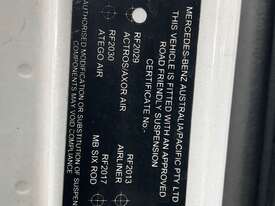 MERCEDES-BENZ AUSTRALIA/PACIFIC PTY LTD
THIS VEHICLE IS FITTED WITH AN APPROVED
ROAD FRIENDLY SUSPENSION
CERTIFICATE No:-
RF2029
ACTROS/AXOR AIR
RF2013
AIRLINER
RF2030
ATEGO AIR
RF2017
MB SIX ROD
AUTHORISED MODIFICATION OR SUBSTITUTION OF SUSPEN
COMPONENTS MAY VOID COMPLIANCE